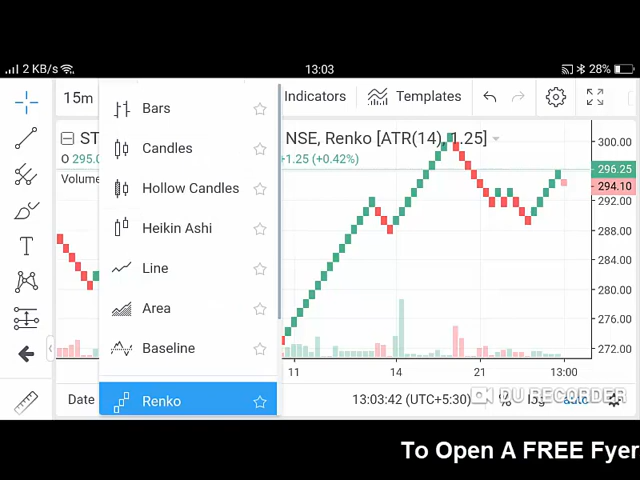 2 KB/s 13:03 28%
15m Indicators Templates
ST NSE, Renko [ATR(14), 1.25]
O 295.0 +1.25 (+0.42%)
Volume
Bars
Candles
Hollow Candles
Heikin Ashi
Line
Area
Baseline
Renko
300.00
296.25
294.10
292.00
288.00
284.00
280.00
276.00
272.00
11 14 21 13:00
Date 13:03:42 (UTC+5:30) % log auto
DU RECORDER
To Open A FREE Fyer